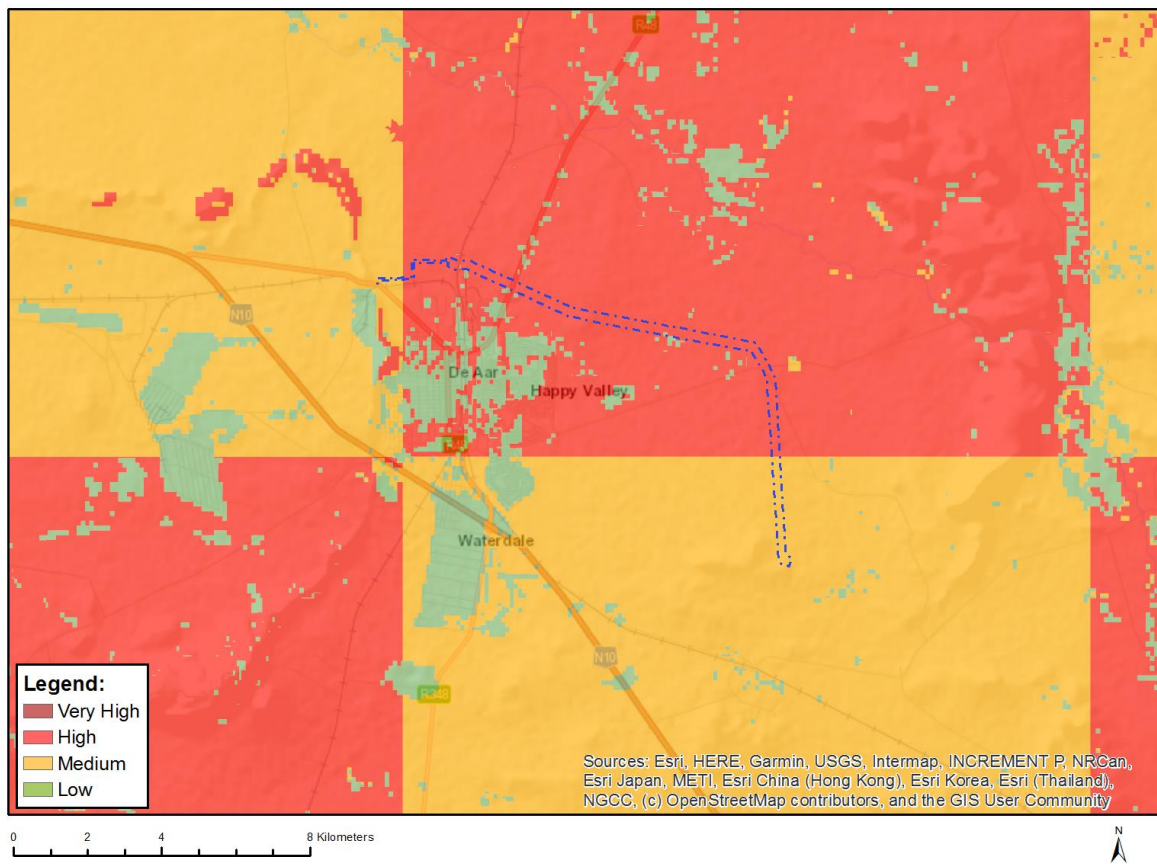 R48
N10
De Aar
Happy Valley
Waterdale
N10
Legend:
Very High
High
Medium
Low
Sources: Esri, HERE, Garmin, USGS, Intermap, INCREMENT P, NRCan,
Esri Japan, METI, Esri China (Hong Kong), Esri Korea, Esri (Thailand),
NGCC, (c) OpenStreetMap contributors, and the GIS User Community
0 2 4 8 Kilometers
N